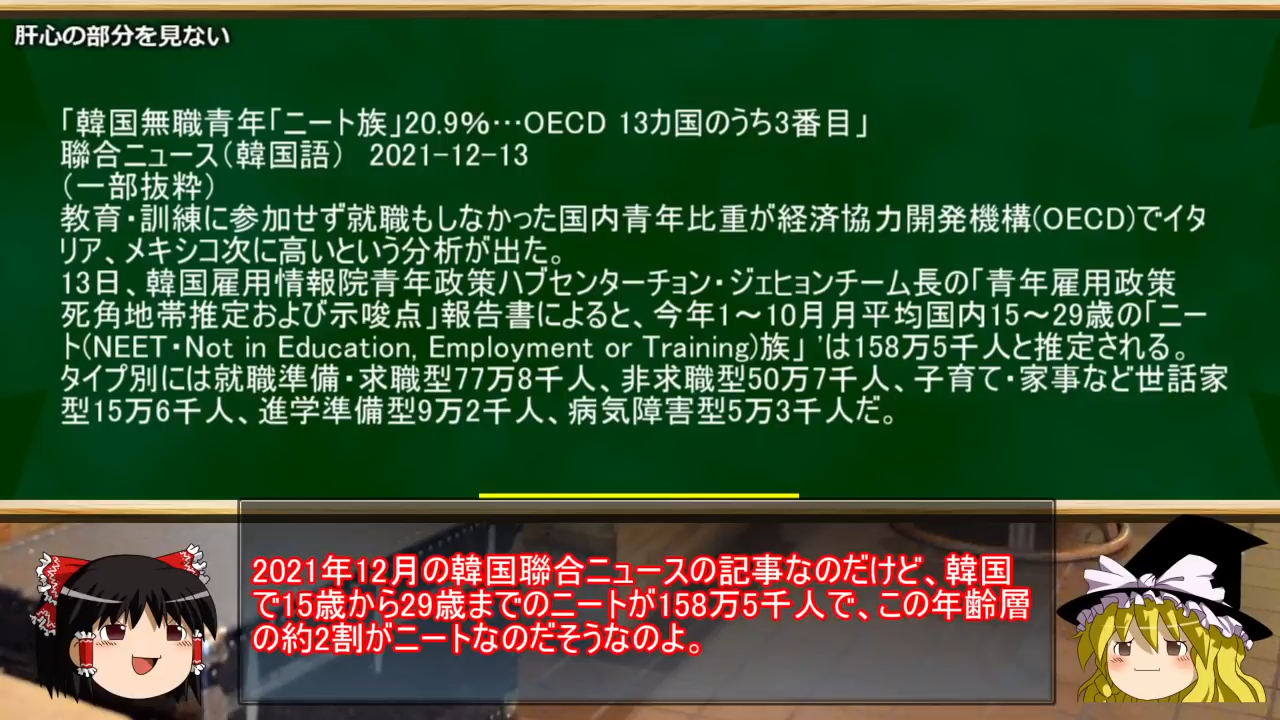 肝心の部分を見ない
「韓国無職青年「ニート族」20.9%…OECD 13カ国のうち3番目」
聯合ニュース(韓国語) 2021-12-13
(一部抜粋)
教育・訓練に参加せず就職もしなかった国内青年比重が経済協力開発機構(OECD)でイタ
リア、メキシコ次に高いという分析が出た。
13日、韓国雇用情報院青年政策ハブセンターチョン・ジェヒョンチーム長の「青年雇用政策
死角地帯推定および示唆点」報告書によると、今年1～10月月平均国内15～29歳の「ニー
ト(NEET・Not in Education, Employment or Training)族」 'は158万5千人と推定される。
タイプ別には就職準備・求職型77万8千人、非求職型50万7千人、子育て・家事など世話家
型15万6千人、進学準備型9万2千人、病気障害型5万3千人だ。
2021年12月の韓国聯合ニュースの記事なのだけど、韓国
で15歳から29歳までのニートが158万5千人で、この年齢層
の約2割がニートなのだそうなのよ。